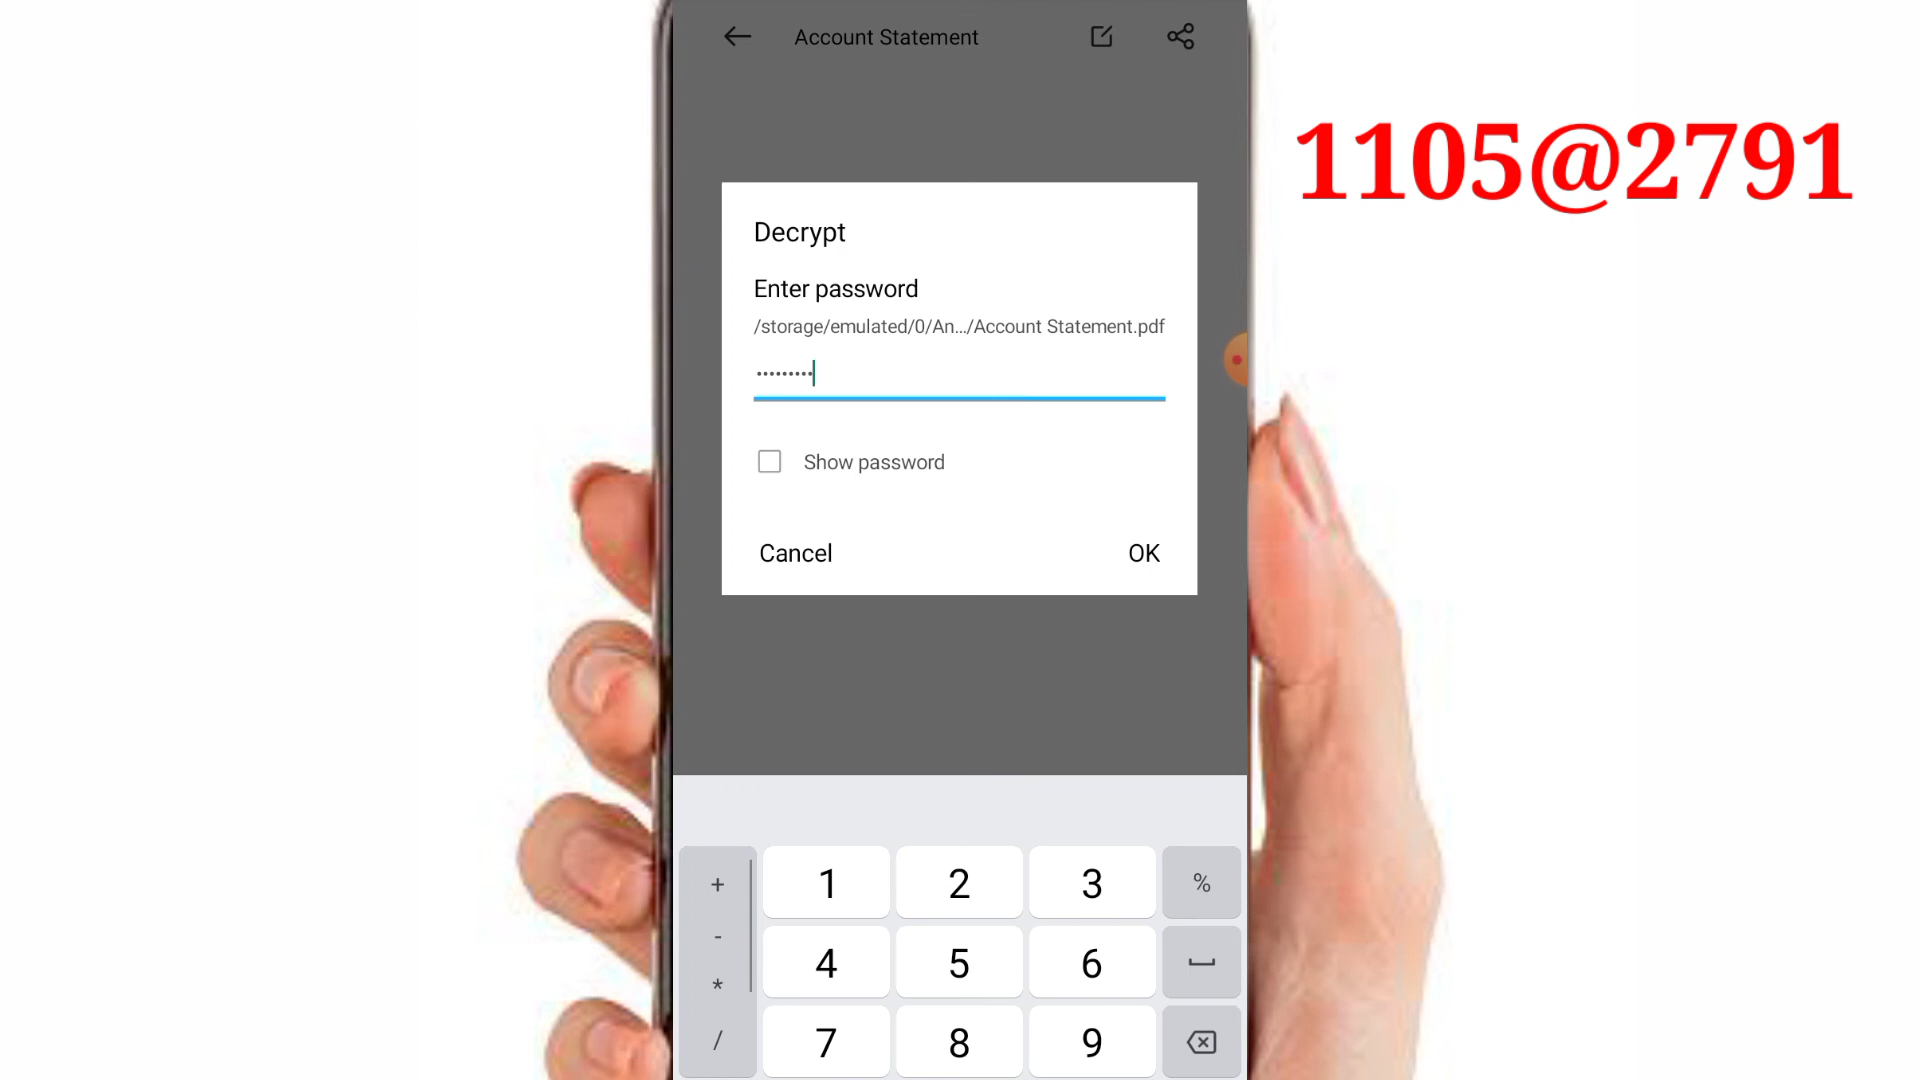 Account Statement
1105@2791
Decrypt
Enter password
/storage/emulated/0/An.../Account Statement.pdf
•••••••••
Show password
Cancel
OK
+ 1 2 3 %
-
4 5 6
*
/ 7 8 9